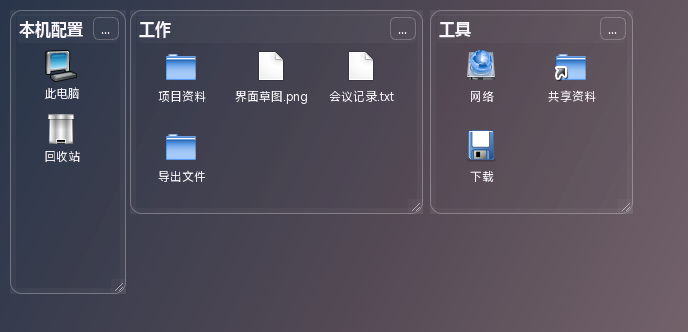 本机配置
...
此电脑
回收站
工作
...
项目资料
界面草图.png
会议记录.txt
导出文件
工具
...
网络
共享资料
下载